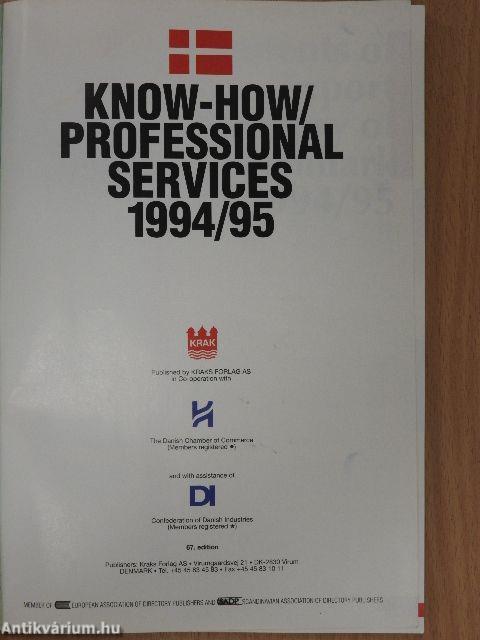 KNOW-HOW/
PROFESSIONAL
SERVICES
1994/95
KRAK
Published by KRAKS FORLAG AS
in Co-operation with
The Danish Chamber of Commerce
(Members registered ●)
and with assistance of
DI
Confederation of Danish Industries
(Members registered ★)
67. edition
Publishers: Kraks Forlag AS • Virumgaardsvej 21 • DK-2830 Virum
DENMARK • Tel. +45 45 83 45 83 • Fax +45 45 83 10 11
MEMBER OF EUROPEAN ASSOCIATION OF DIRECTORY PUBLISHERS AND SADP SCANDINAVIAN ASSOCIATION OF DIRECTORY PUBLISHERS
Antikvárium.hu